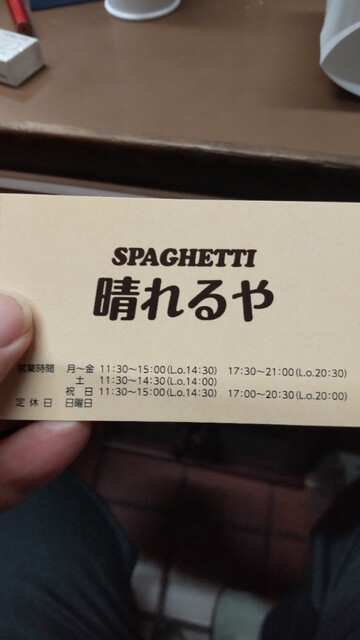 SPAGHETTI
晴れるや
営業時間 月〜金 11:30〜15:00(L.o.14:30) 17:30〜21:00(L.o.20:30)
土 11:30〜14:30(L.o.14:00)
祝日 11:30〜15:00(L.o.14:30) 17:00〜20:30(L.o.20:00)
定休日 日曜日